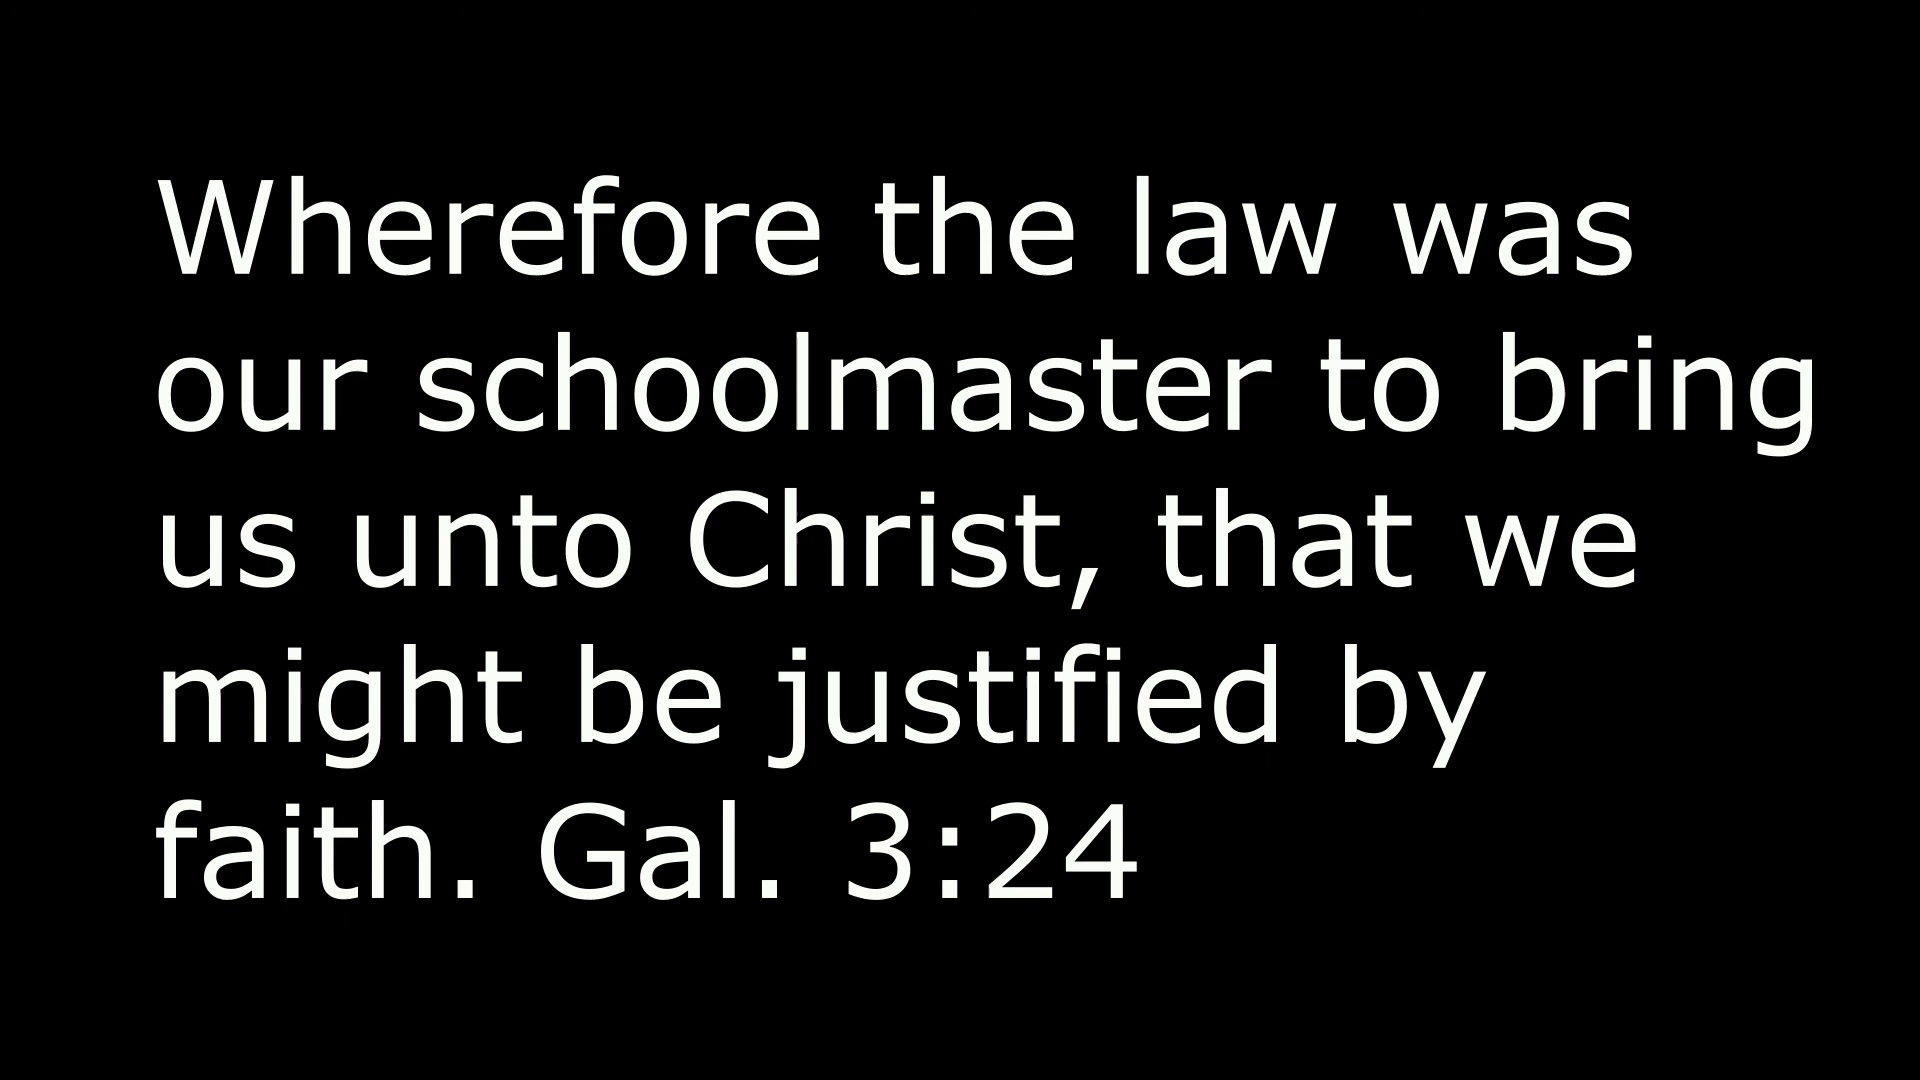 Wherefore the law was
our schoolmaster to bring
us unto Christ, that we
might be justified by
faith. Gal. 3:24